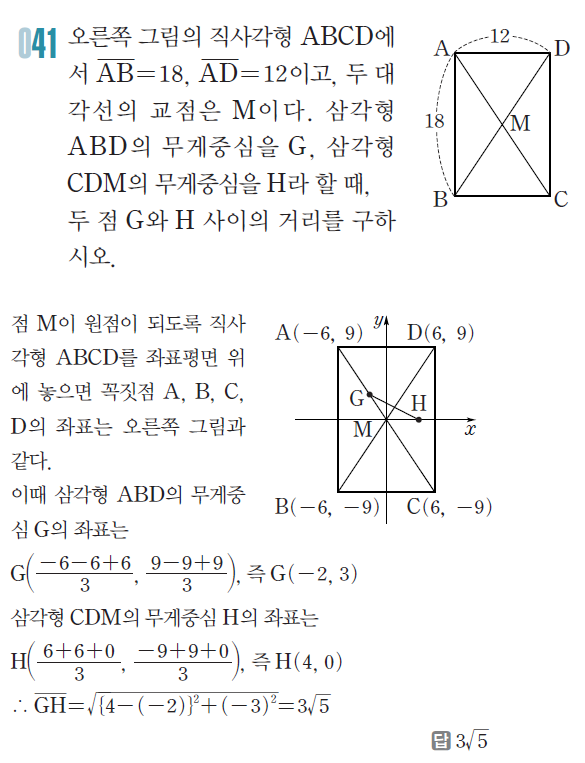 041 오른쪽 그림의 직사각형 ABCD에
서 \overline{AB}=18, \overline{AD}=12이고, 두 대
각선의 교점은 M이다. 삼각형
ABD의 무게중심을 G, 삼각형
CDM의 무게중심을 H라 할 때,
두 점 G와 H 사이의 거리를 구하
시오.
12
A
D
18
M
B
C
점 M이 원점이 되도록 직사
각형 ABCD를 좌표평면 위
에 놓으면 꼭짓점 A, B, C,
D의 좌표는 오른쪽 그림과
같다.
이때 삼각형 ABD의 무게중
심 G의 좌표는
A(-6, 9)
y
D(6, 9)
G
H
M
x
B(-6, -9)
C(6, -9)
G(\frac{-6-6+6}{3}, \frac{9-9+9}{3}), 즉 G(-2, 3)
삼각형 CDM의 무게중심 H의 좌표는
H(\frac{6+6+0}{3}, \frac{-9+9+0}{3}), 즉 H(4, 0)
∴ \overline{GH}=\sqrt{\{4-(-2)\}^2+(-3)^2}=3\sqrt{5}
답 3\sqrt{5}